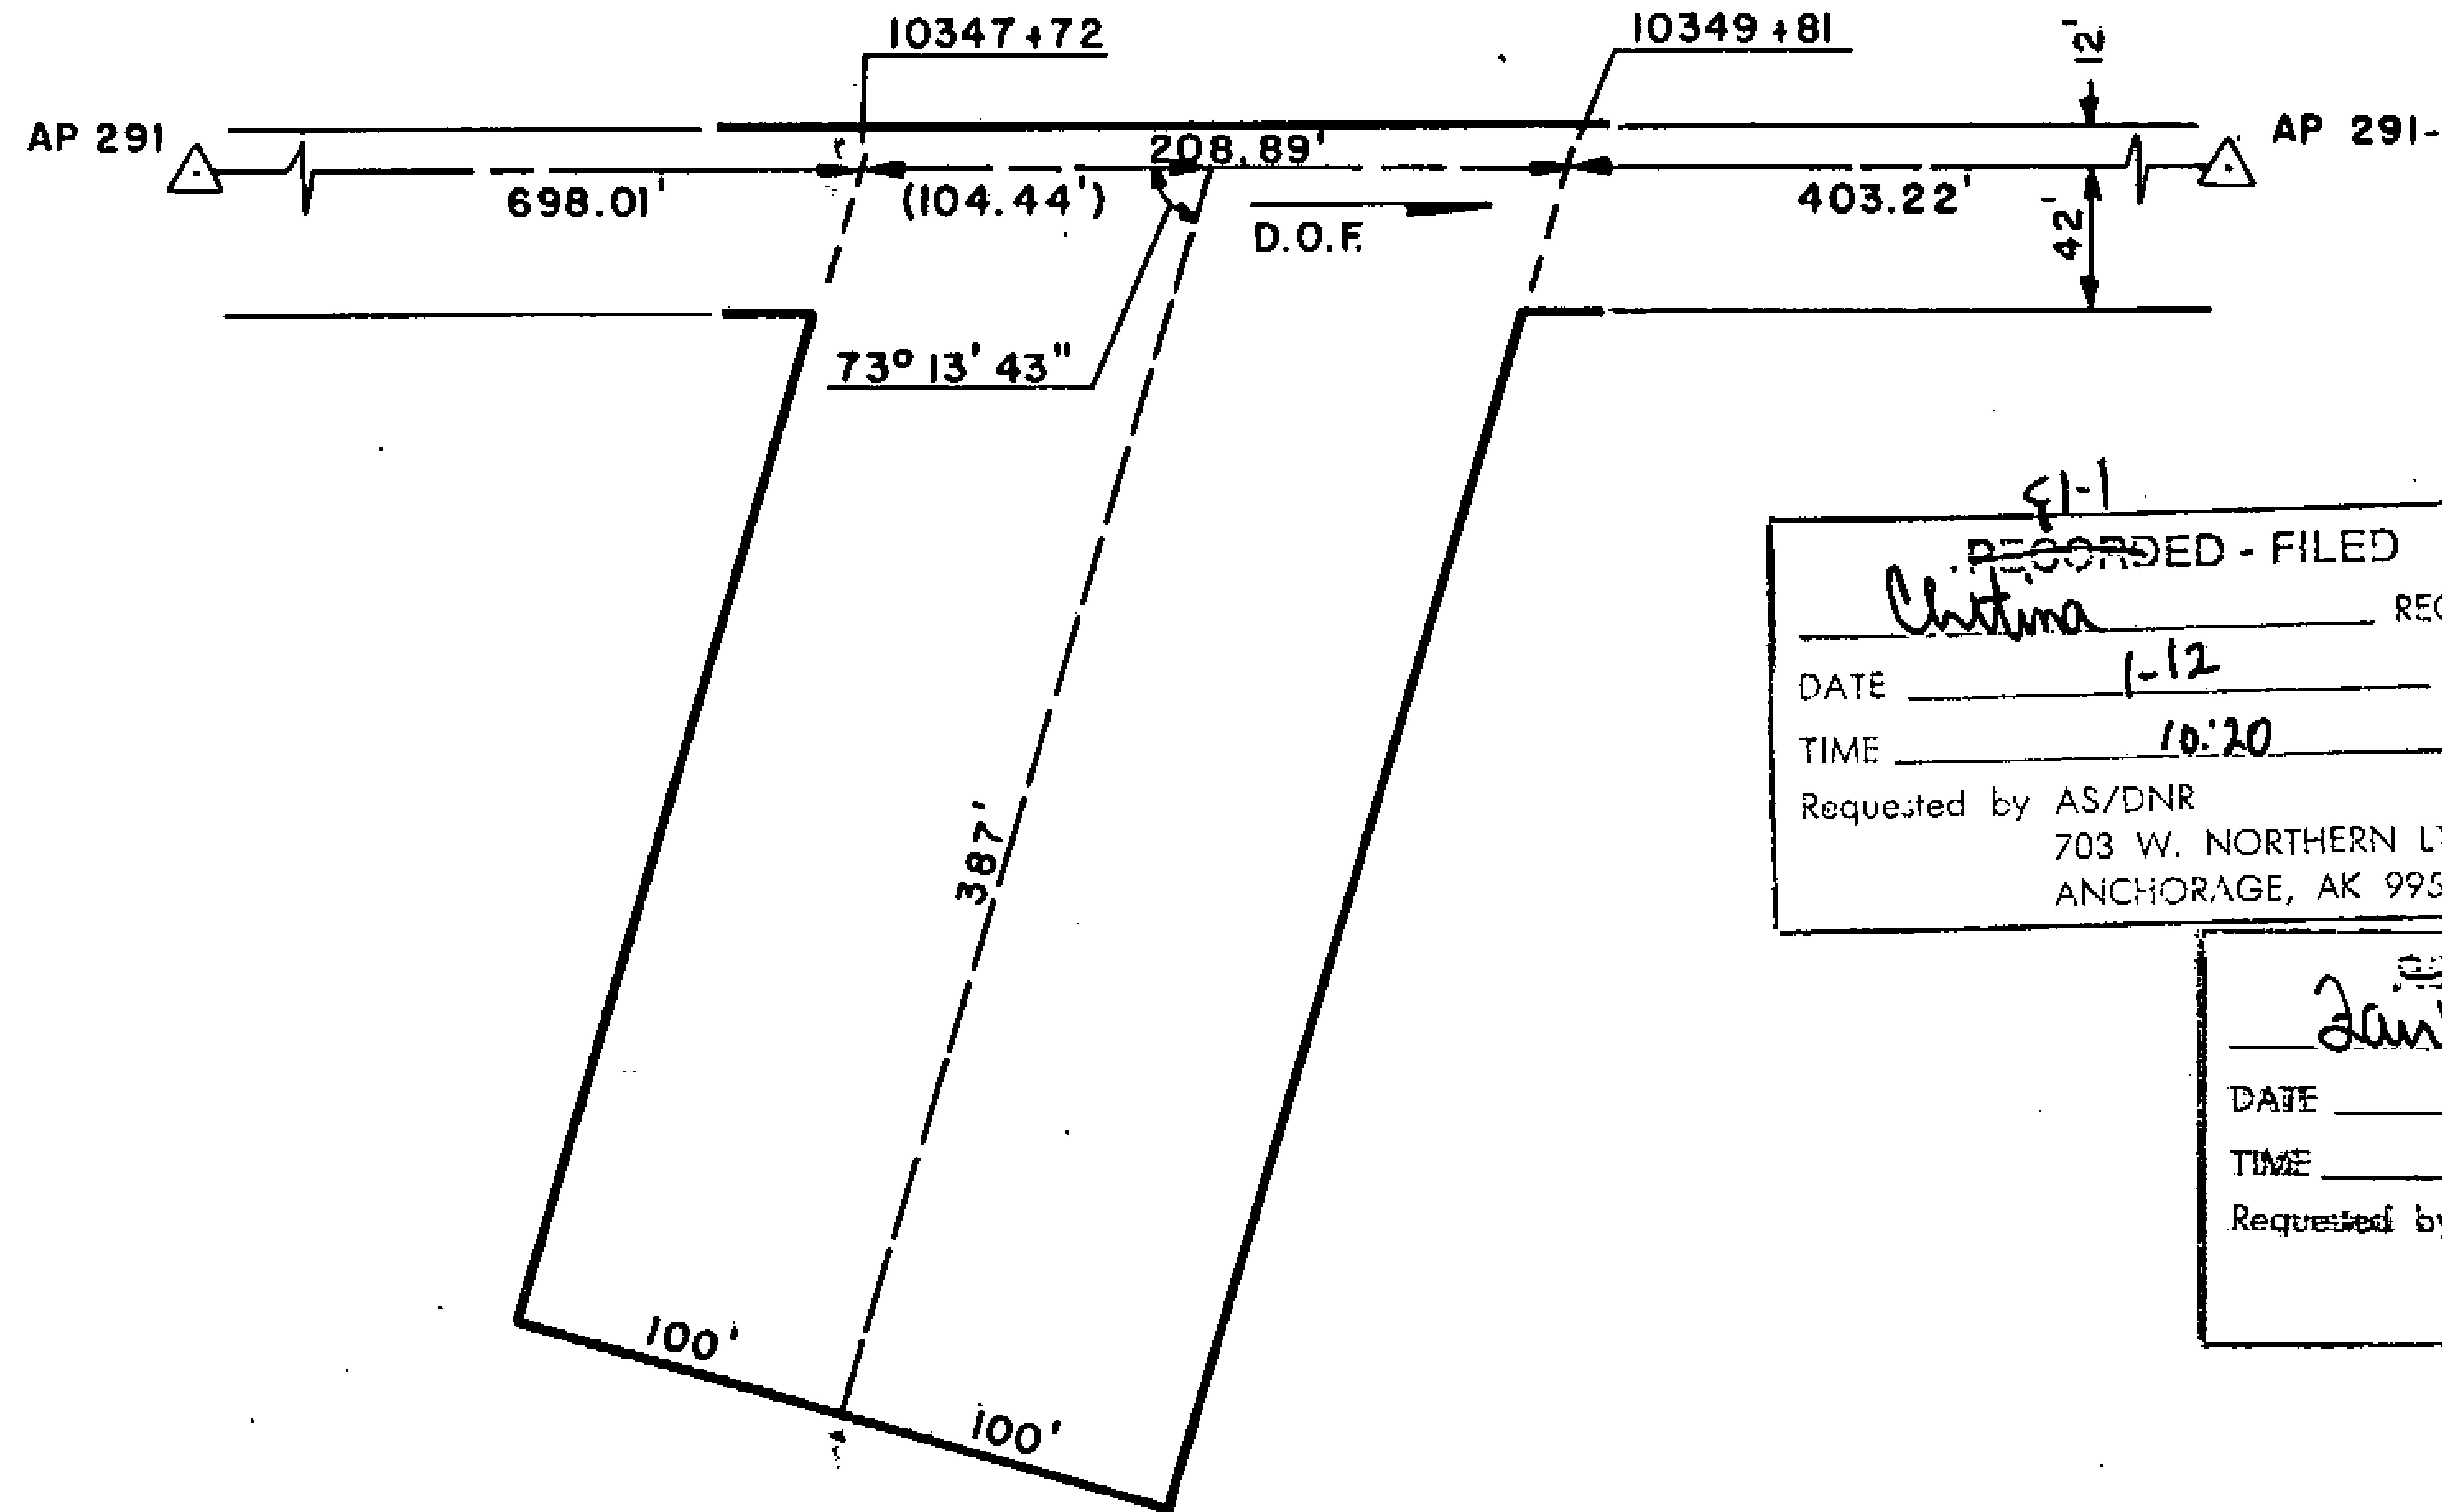 10347+72
10349+81
12'
AP 291
AP 291-
208.89'
698.01'
(104.44')
403.22'
42'
D.O.F.
73° 13' 43"
387'
100'
100'
RECORDED - FILED
Chitina REC
DATE 1-12
TIME 10:20
Requested by AS/DNR
703 W. NORTHERN LT
ANCHORAGE, AK 995
DATE
TIME
Requested by